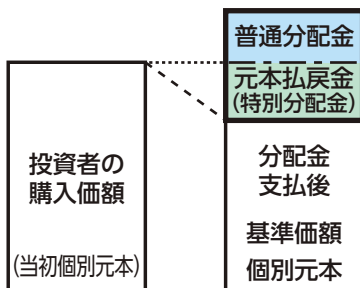 普通分配金
元本払戻金
(特別分配金)
投資者の
購入価額
(当初個別元本)
分配金
支払後
基準価額
個別元本